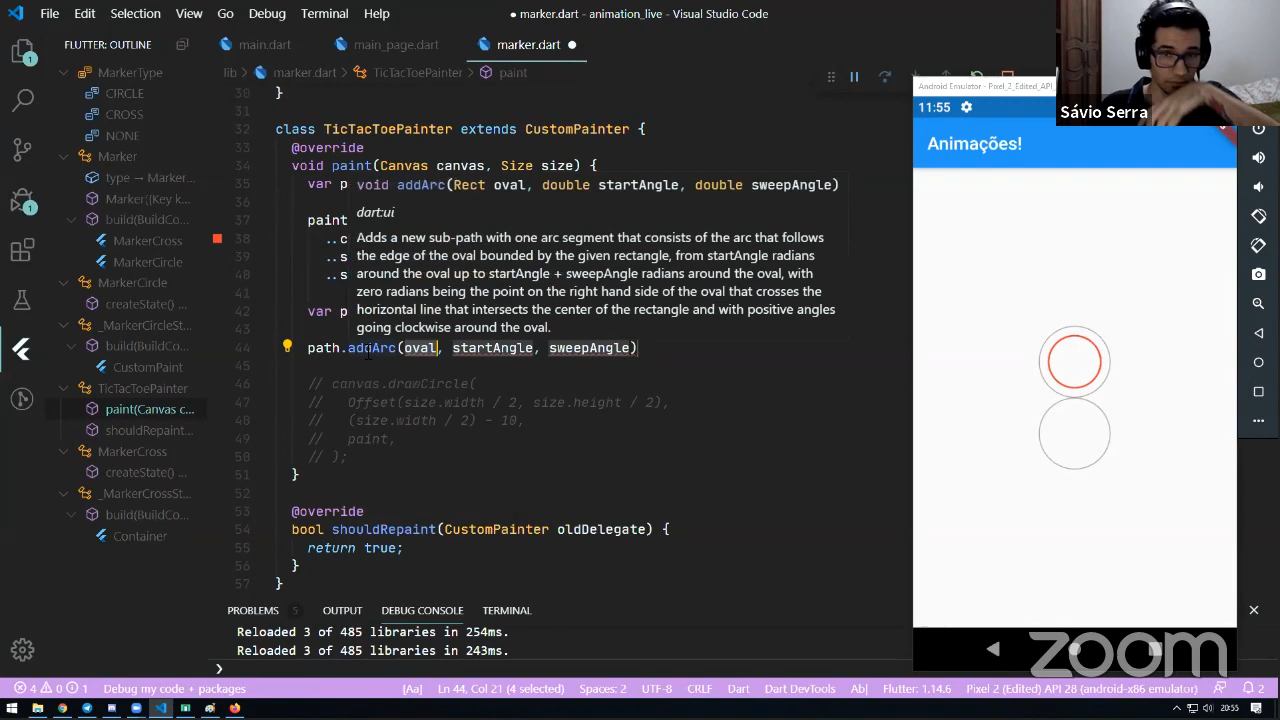 File Edit Selection View Go Debug Terminal Help
● marker.dart - animation_live - Visual Studio Code
FLUTTER: OUTLINE
main.dart
main_page.dart
marker.dart ●
MarkerType
CIRCLE
CROSS
NONE
Marker
type → Marker...
Marker({Key k...
build(BuildCo...
MarkerCross
MarkerCircle
MarkerCircle
createState() ...
_MarkerCircleSt...
build(BuildCo...
CustomPaint
TicTacToePainter
paint(Canvas c...
shouldRepaint...
MarkerCross
createState() ...
_MarkerCrossSt...
build(BuildCo...
Container
lib > marker.dart > TicTacToePainter > paint
30 }
31
32 class TicTacToePainter extends CustomPainter {
33 @override
34 void paint(Canvas canvas, Size size) {
35 var p
36
37 paint
38 ..c
39 ..s
40 ..s
41
42 var p
43
44 path.addArc(oval, startAngle, sweepAngle)
45
46 // canvas.drawCircle(
47 // Offset(size.width / 2, size.height / 2),
48 // (size.width / 2) - 10,
49 // paint,
50 // );
51 }
52
53 @override
54 bool shouldRepaint(CustomPainter oldDelegate) {
55 return true;
56 }
57 }
void addArc(Rect oval, double startAngle, double sweepAngle)
dart:ui
Adds a new sub-path with one arc segment that consists of the arc that follows
the edge of the oval bounded by the given rectangle, from startAngle radians
around the oval up to startAngle + sweepAngle radians around the oval, with
zero radians being the point on the right hand side of the oval that crosses the
horizontal line that intersects the center of the rectangle and with positive angles
going clockwise around the oval.
PROBLEMS 5 OUTPUT DEBUG CONSOLE TERMINAL
Reloaded 3 of 485 libraries in 254ms.
Reloaded 3 of 485 libraries in 243ms.
Android Emulator - Pixel_2_Edited_API_
11:55
Animações!
Sávio Serra
zoom
4 0 1 Debug my code + packages
[Aa] Ln 44, Col 21 (4 selected) Spaces: 2 UTF-8 CRLF Dart Dart DevTools Ab| Flutter: 1.14.6 Pixel 2 (Edited) API 28 (android-x86 emulator) 2
20:55